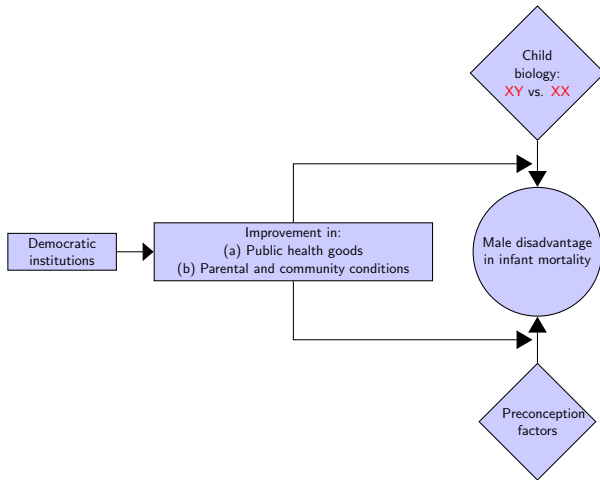 Child
biology:
XY vs. XX
Democratic
institutions
Improvement in:
(a) Public health goods
(b) Parental and community conditions
Male disadvantage
in infant mortality
Preconception
factors